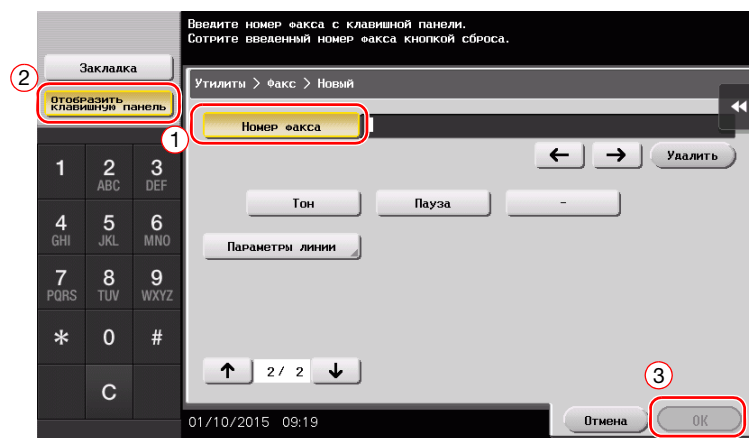 Введите номер факса с клавишной панели.
Сотрите введенный номер факса кнопкой сброса.
2
Закладка
Отобразить
клавишную панель
Утилиты > Факс > Новый
1
Номер факса
← → Удалить
Тон Пауза -
Параметры линии
1 2 ABC 3 DEF
4 GHI 5 JKL 6 MNO
7 PQRS 8 TUV 9 WXYZ
* 0 #
C
↑ 2/ 2 ↓
3
01/10/2015 09:19
Отмена OK